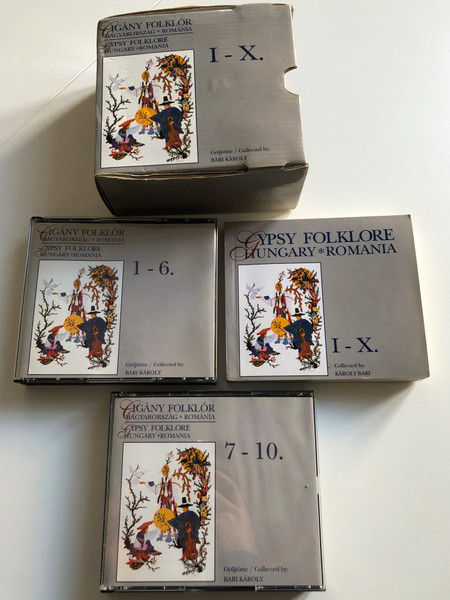 CIGÁNY FOLKLÓR
MAGYARORSZÁG * ROMÁNIA
GYPSY FOLKLORE
HUNGARY * ROMANIA
I - X.
Gyűjtötte / Collected by:
BARI KÁROLY
CIGÁNY FOLKLÓR
MAGYARORSZÁG * ROMÁNIA
GYPSY FOLKLORE
HUNGARY * ROMANIA
1 - 6.
Gyűjtötte / Collected by:
BARI KÁROLY
GYPSY FOLKLORE
HUNGARY * ROMANIA
I - X.
Collected by:
KÁROLY BARI
CIGÁNY FOLKLÓR
MAGYARORSZÁG * ROMÁNIA
GYPSY FOLKLORE
HUNGARY * ROMANIA
7 - 10.
Gyűjtötte / Collected by:
BARI KÁROLY